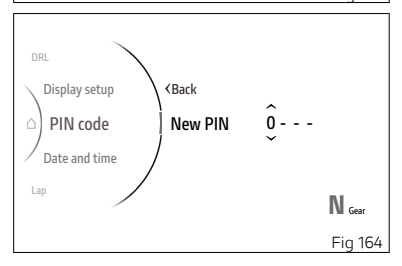 DRL
Display setup
‹Back
PIN code
New PIN
0 - - -
Date and time
Lap
N Gear
Fig 164